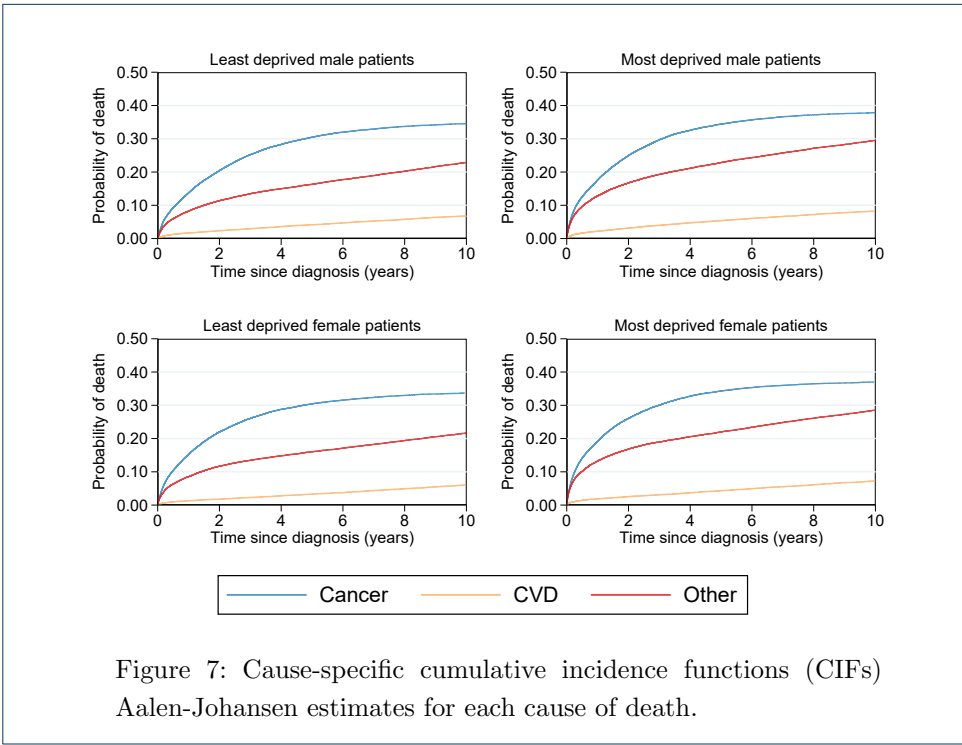 Least deprived male patients
Probability of death
0.50
0.40
0.30
0.20
0.10
0.00
0 2 4 6 8 10
Time since diagnosis (years)
Most deprived male patients
Probability of death
0.50
0.40
0.30
0.20
0.10
0.00
0 2 4 6 8 10
Time since diagnosis (years)
Least deprived female patients
Probability of death
0.50
0.40
0.30
0.20
0.10
0.00
0 2 4 6 8 10
Time since diagnosis (years)
Most deprived female patients
Probability of death
0.50
0.40
0.30
0.20
0.10
0.00
0 2 4 6 8 10
Time since diagnosis (years)
Cancer CVD Other
Figure 7: Cause-specific cumulative incidence functions (CIFs)
Aalen-Johansen estimates for each cause of death.